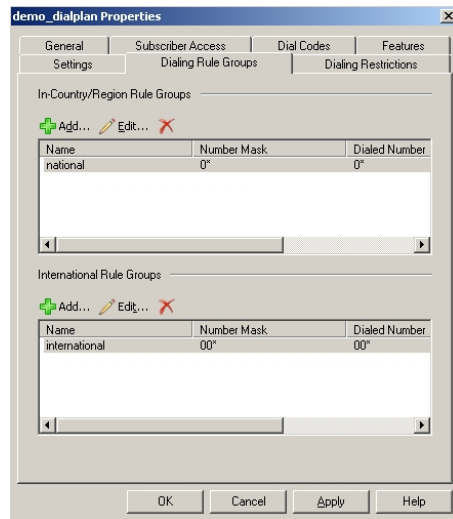 demo_dialplan Properties
General Subscriber Access Dial Codes Features
Settings Dialing Rule Groups Dialing Restrictions
In-Country/Region Rule Groups
Add... Edit...
Name Number Mask Dialed Number
national 0* 0*
International Rule Groups
Add... Edit...
Name Number Mask Dialed Number
international 00* 00*
OK Cancel Apply Help